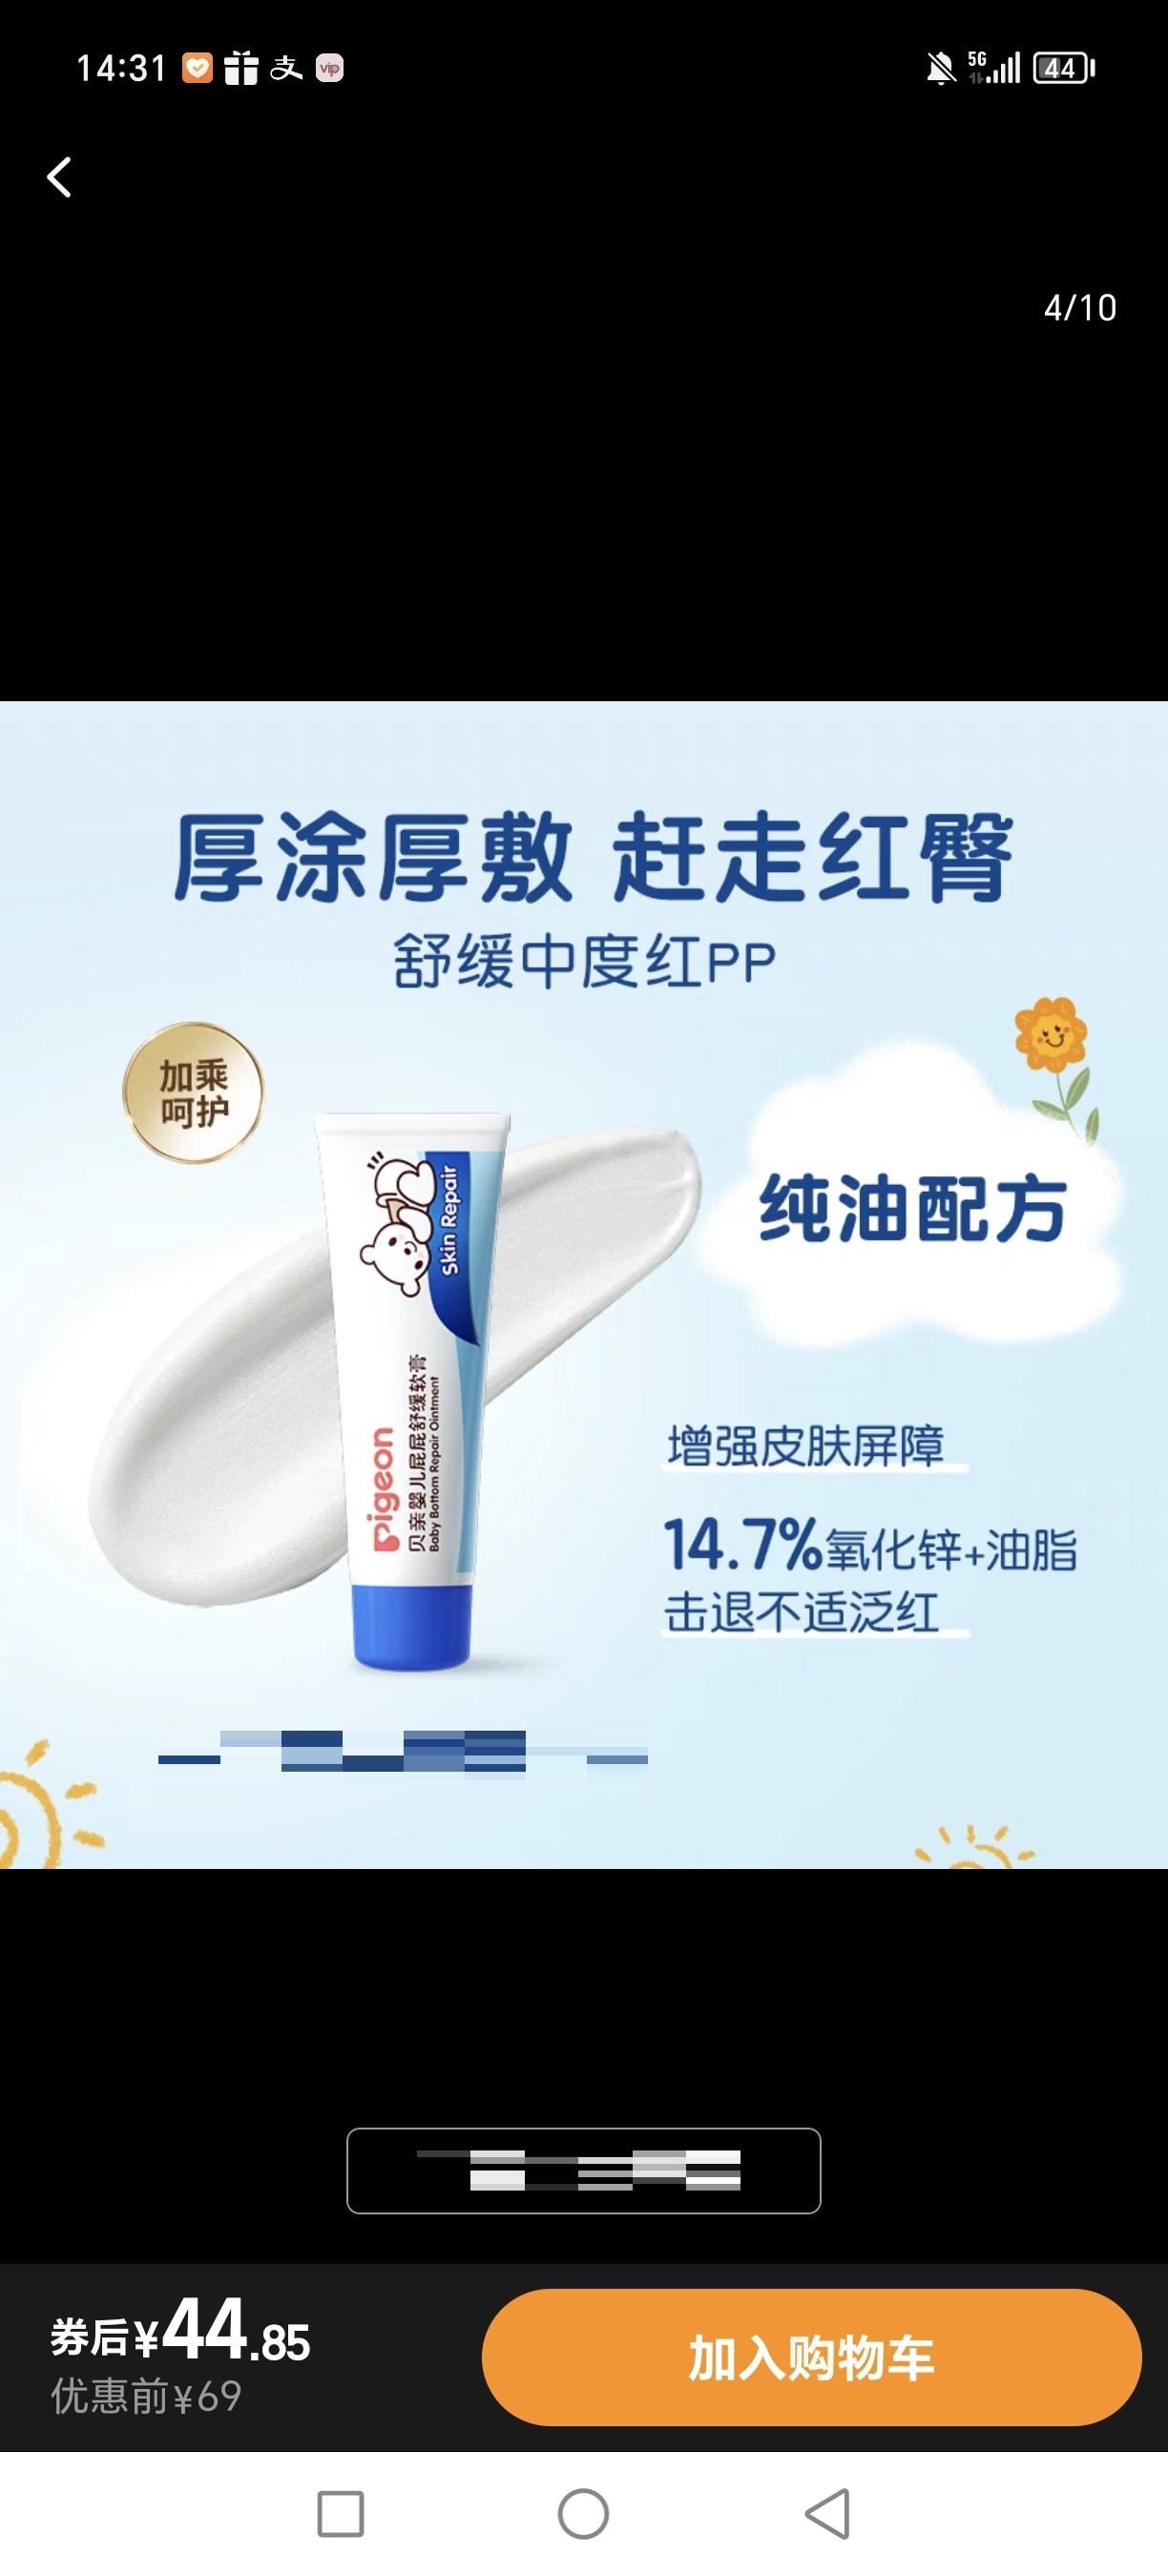 14:31
支
vip
5G
44
4/10
厚涂厚敷 赶走红臀
舒缓中度红PP
加乘
呵护
纯油配方
Skin Repair
Pigeon
贝亲婴儿屁屁舒缓软膏
Baby Bottom Repair Ointment
增强皮肤屏障
14.7%氧化锌+油脂
击退不适泛红
券后¥44.85
加入购物车
优惠前¥69